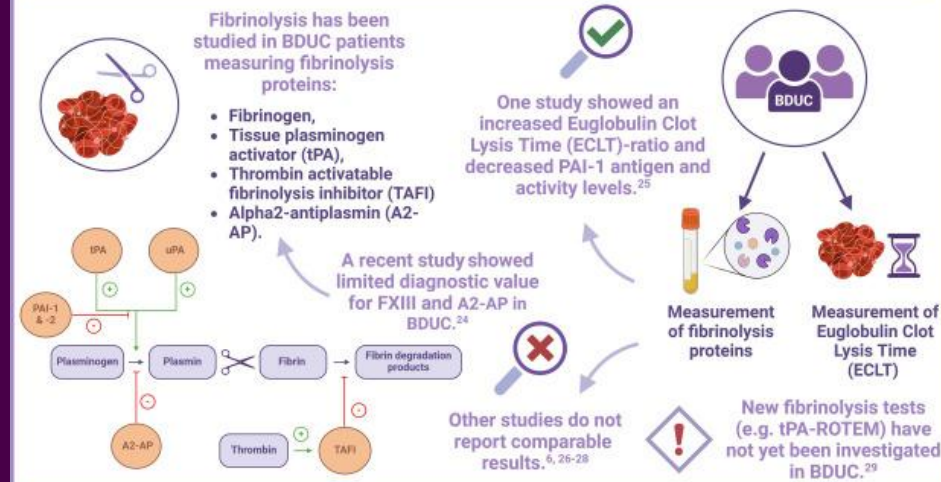 Fibrinolysis has been
studied in BDUC patients
measuring fibrinolysis
proteins:
• Fibrinogen,
• Tissue plasminogen
activator (tPA),
• Thrombin activatable
fibrinolysis inhibitor (TAFI)
• Alpha2-antiplasmin (A2-
AP).
One study showed an
increased Euglobulin Clot
Lysis Time (ECLT)-ratio and
decreased PAI-1 antigen and
activity levels.25
BDUC
Measurement
of fibrinolysis
proteins
Measurement of
Euglobulin Clot
Lysis Time
(ECLT)
A recent study showed
limited diagnostic value
for FXIII and A2-AP in
BDUC.24
Other studies do not
report comparable
results.6, 26-28
New fibrinolysis tests
(e.g. tPA-ROTEM) have
not yet been investigated
in BDUC.29
tPA
uPA
+
+
PAI-1
& -2
-
Plasminogen
Plasmin
Fibrin
Fibrin degradation
products
-
-
A2-AP
Thrombin
+
TAFI